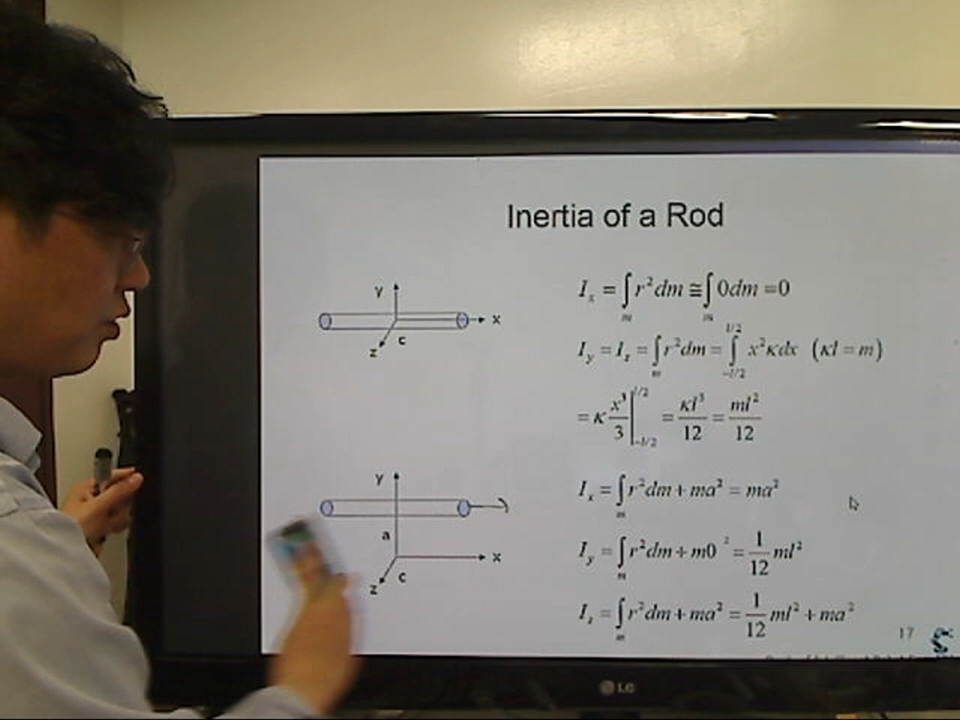 Inertia of a Rod
y
x
z
c
I_x = ∫_m r²dm ≅ ∫_m 0dm = 0
I_y = I_z = ∫_m r²dm = ∫_{-l/2}^{l/2} x²κdx (κl = m)
= κ x³/3 |_{-l/2}^{l/2} = κl³/12 = ml²/12
y
a
x
z
c
I_x = ∫_m r²dm + ma² = ma²
I_y = ∫_m r²dm + m0² = 1/12 ml²
I_z = ∫_m r²dm + ma² = 1/12 ml² + ma²
17
LG